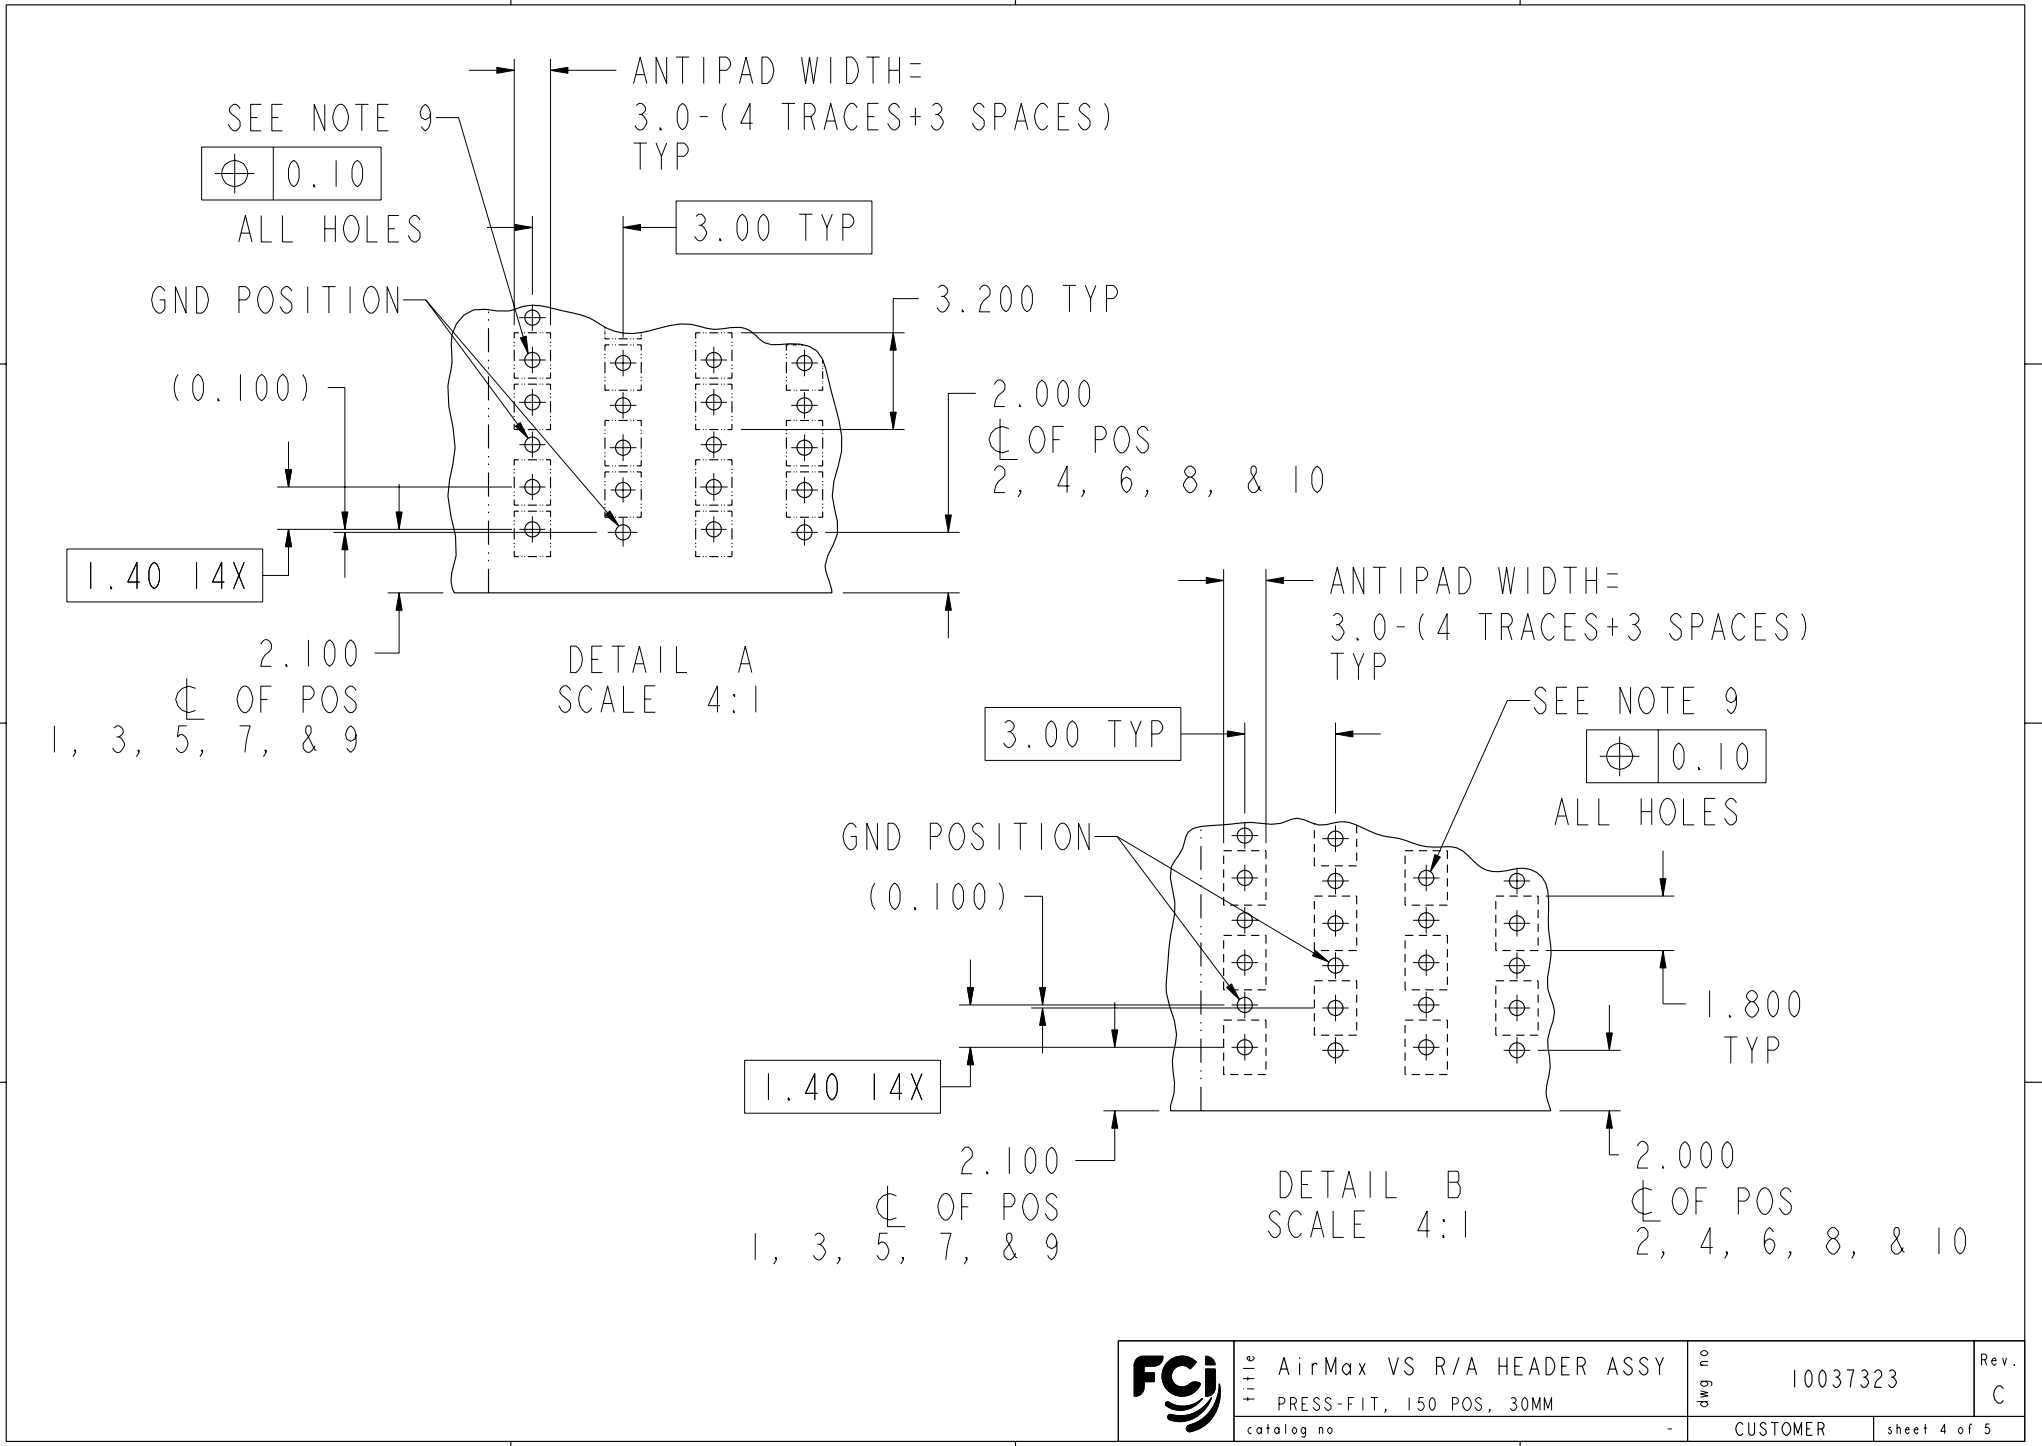 ANTIPAD WIDTH=
3.0-(4 TRACES+3 SPACES)
TYP
SEE NOTE 9
0.10
ALL HOLES
3.00 TYP
GND POSITION
3.200 TYP
(0.100)
2.000
℄ OF POS
2, 4, 6, 8, & 10
1.40 14X
2.100
℄ OF POS
1, 3, 5, 7, & 9
DETAIL A
SCALE 4:1
ANTIPAD WIDTH=
3.0-(4 TRACES+3 SPACES)
TYP
SEE NOTE 9
0.10
ALL HOLES
3.00 TYP
GND POSITION
(0.100)
1.800
TYP
1.40 14X
2.100
℄ OF POS
1, 3, 5, 7, & 9
DETAIL B
SCALE 4:1
2.000
℄ OF POS
2, 4, 6, 8, & 10
FCi
title
AirMax VS R/A HEADER ASSY
PRESS-FIT, 150 POS, 30MM
dwg no
10037323
Rev.
C
catalog no -
CUSTOMER
sheet 4 of 5